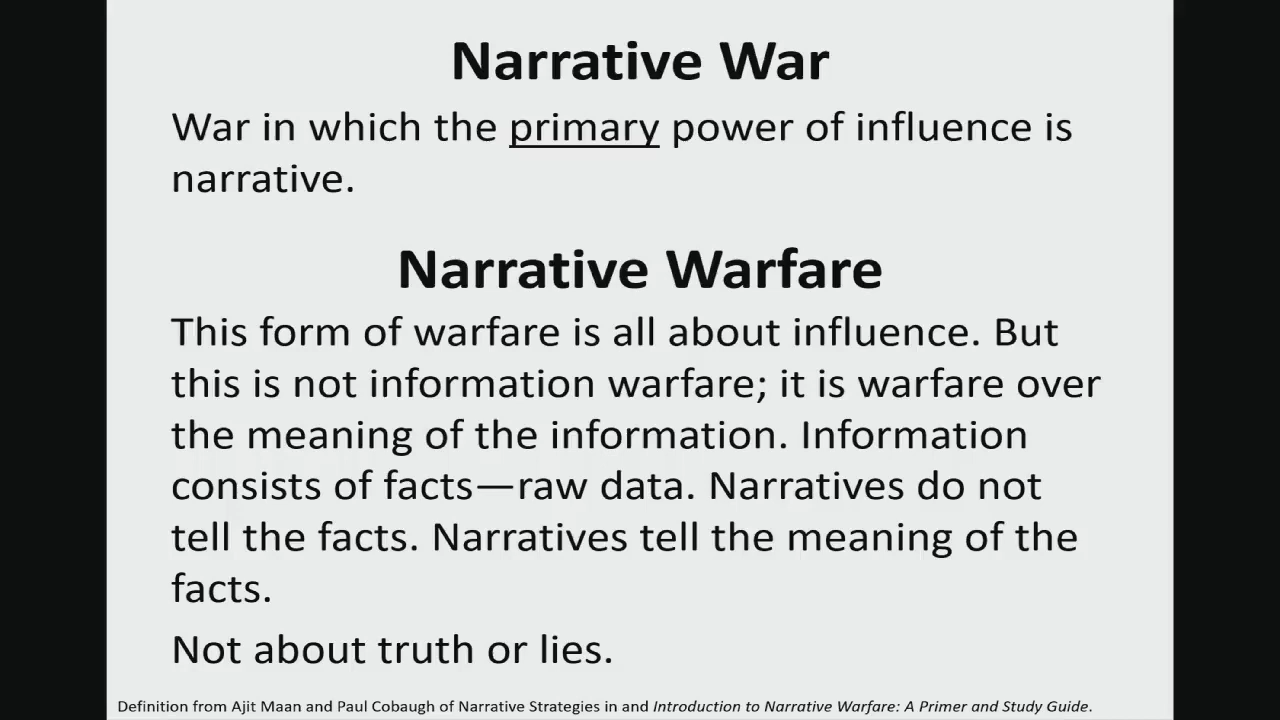 Narrative War
War in which the primary power of influence is
narrative.
Narrative Warfare
This form of warfare is all about influence. But
this is not information warfare; it is warfare over
the meaning of the information. Information
consists of facts—raw data. Narratives do not
tell the facts. Narratives tell the meaning of the
facts.
Not about truth or lies.
Definition from Ajit Maan and Paul Cobaugh of Narrative Strategies in and Introduction to Narrative Warfare: A Primer and Study Guide.